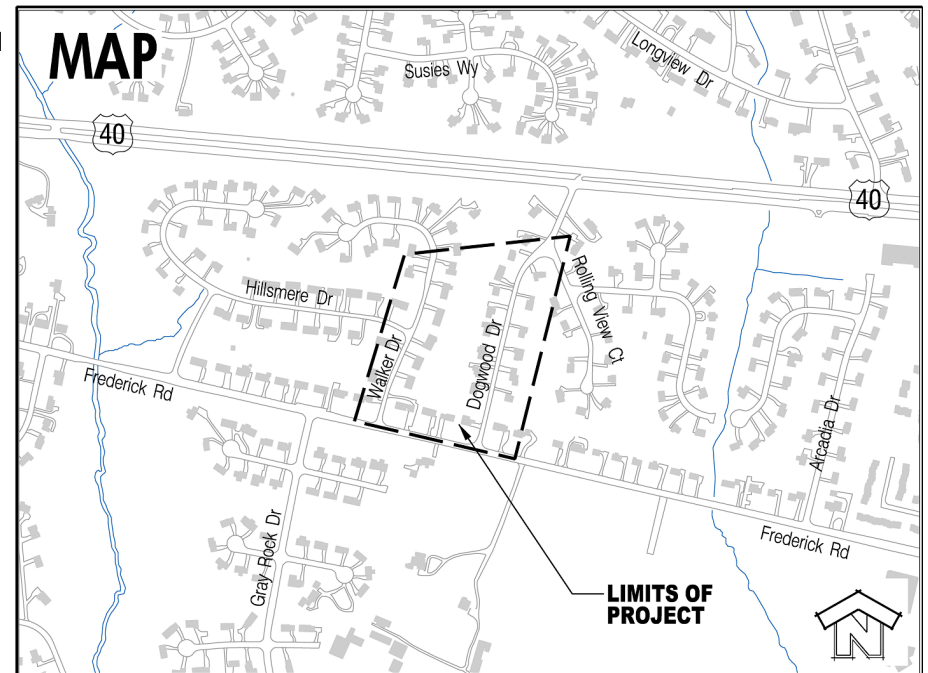 MAP
Susies Wy
Longview Dr
40
40
Rolling View Ct
Hillsmere Dr
Walker Dr
Dogwood Dr
Frederick Rd
Arcadia Dr
Gray Rock Dr
Frederick Rd
LIMITS OF
PROJECT
N